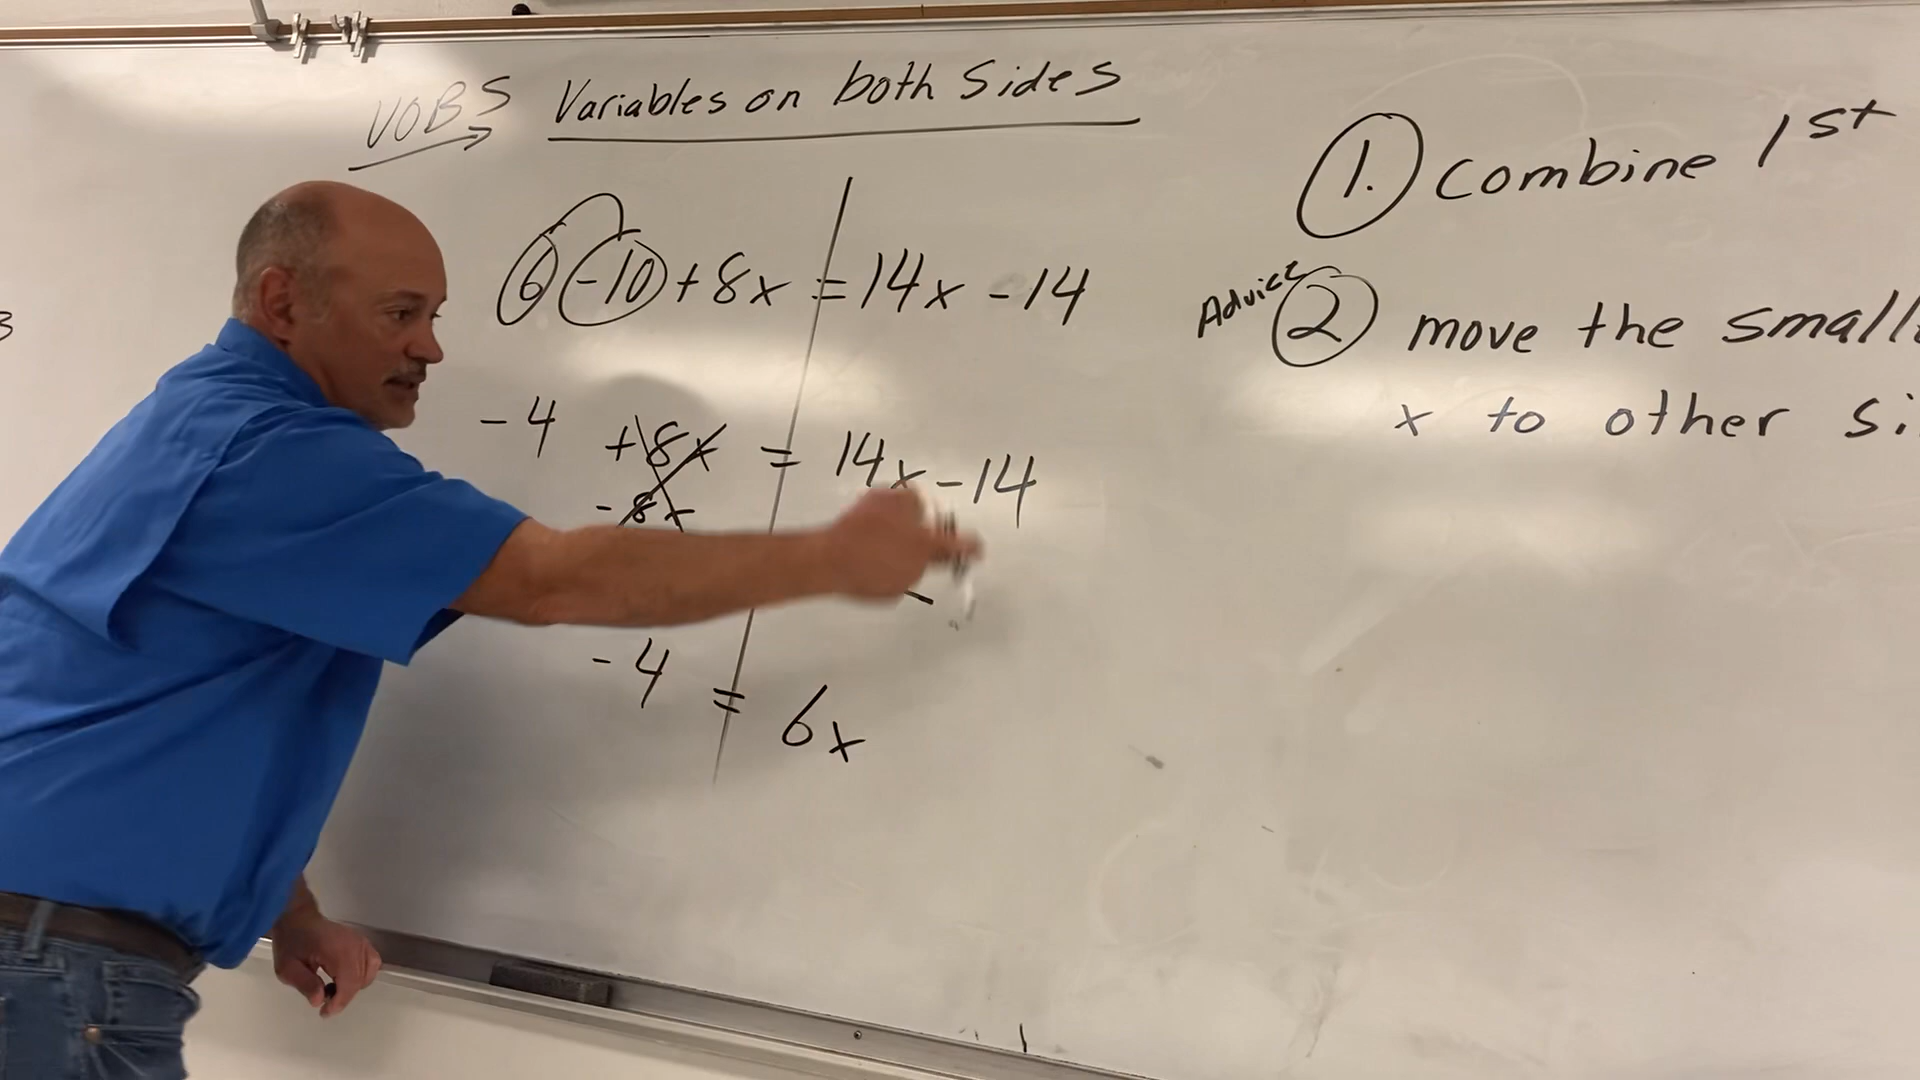 VOBS Variables on both Sides
6 -10 + 8x = 14x - 14
-4 + 8x = 14x - 14
- 8x
-4 = 6x
1. combine 1st
Advice 2 move the
x to other
3